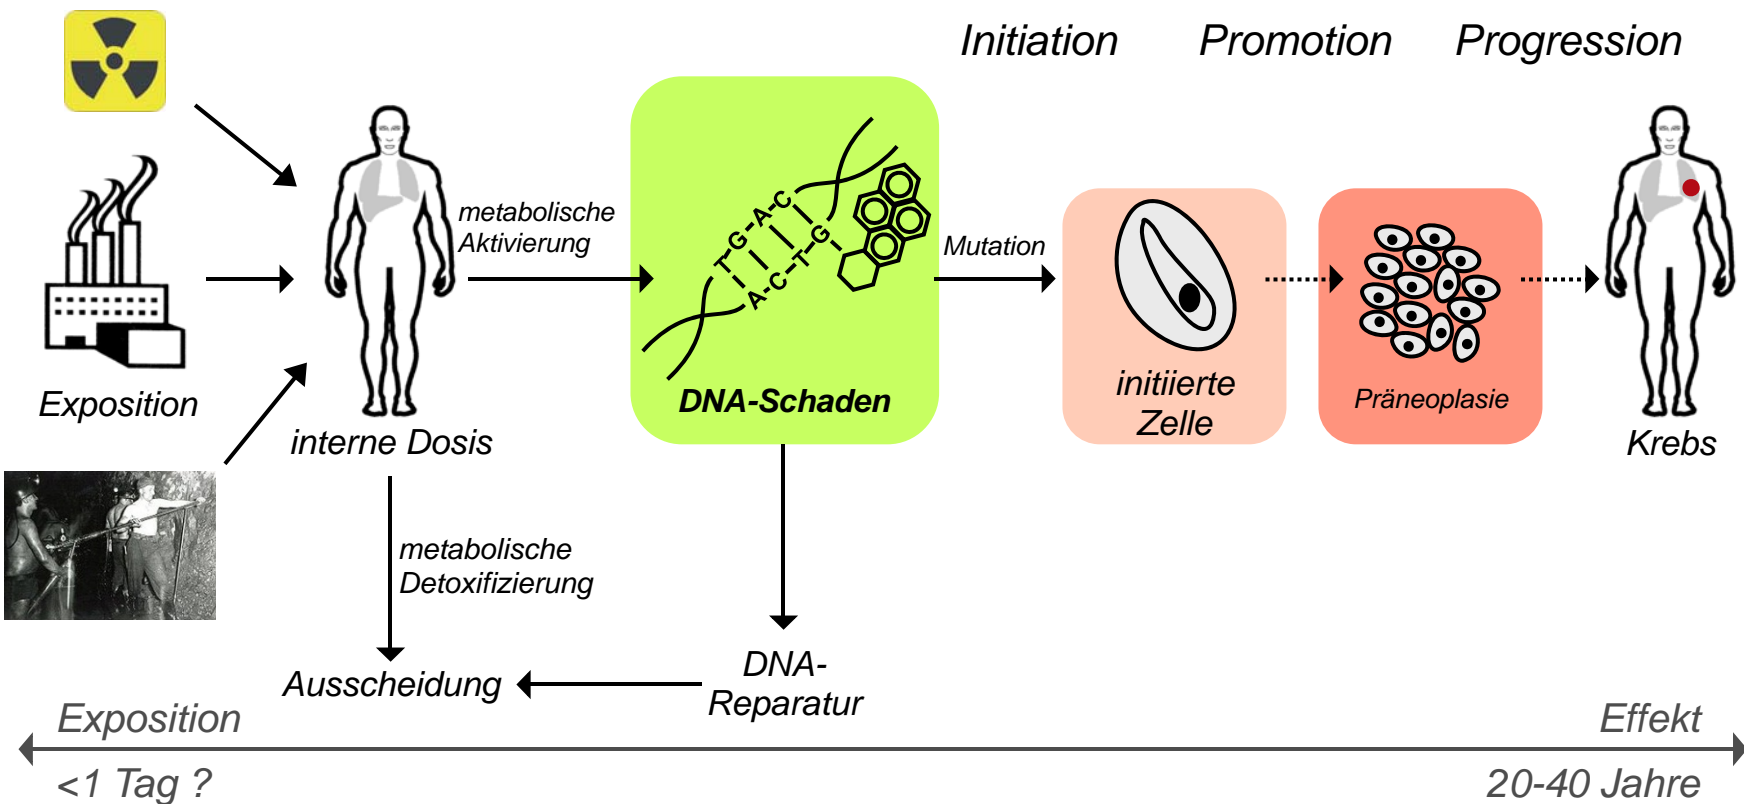 Initiation
Promotion
Progression
metabolische
Aktivierung
T-G-A-C
A-C-T-G
Mutation
Exposition
interne Dosis
DNA-Schaden
initiierte
Zelle
Präneoplasie
Krebs
metabolische
Detoxifizierung
Ausscheidung
DNA-
Reparatur
Exposition
Effekt
<1 Tag ?
20-40 Jahre